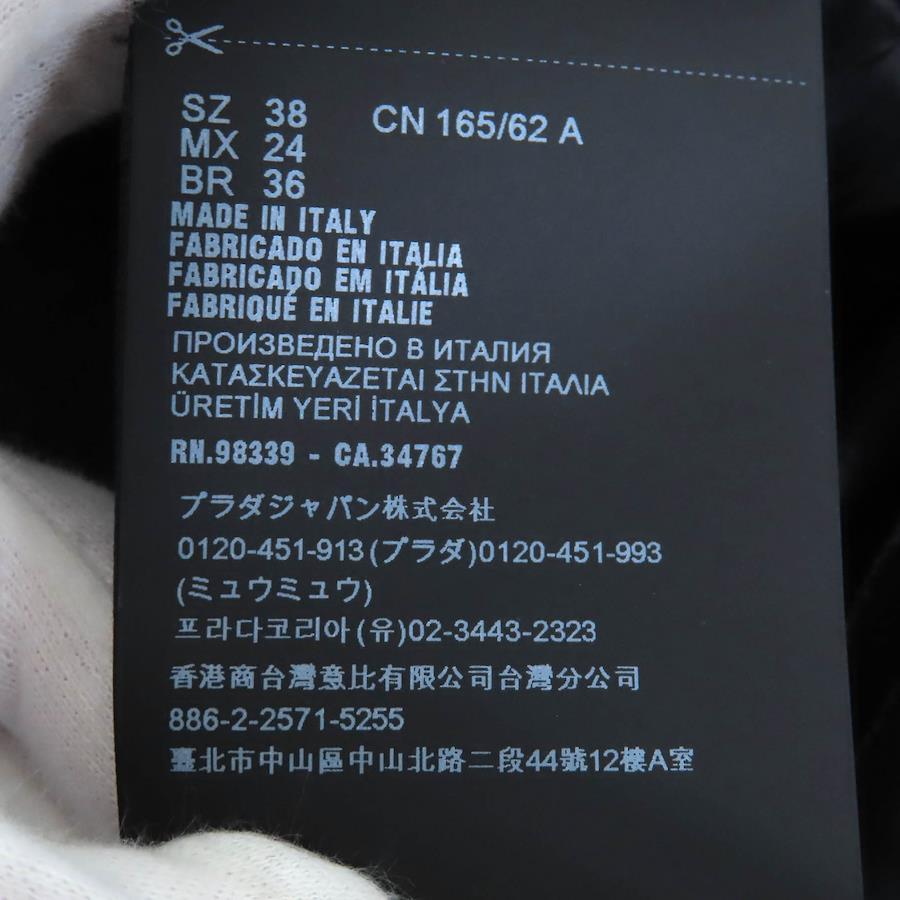 SZ 38 CN 165/62 A
MX 24
BR 36
MADE IN ITALY
FABRICADO EN ITALIA
FABRICADO EM ITÁLIA
FABRIQUÉ EN ITALIE
ПРОИЗВЕДЕНО В ИТАЛИЯ
ΚΑΤΑΣΚΕΥΑΖΕΤΑΙ ΣΤΗΝ ΙΤΑΛΙΑ
ÜRETİM YERİ İTALYA
RN.98339 - CA.34767
プラダジャパン株式会社
0120-451-913(プラダ)0120-451-993
(ミュウミュウ)
프라다코리아(유)02-3443-2323
香港商台灣意比有限公司台灣分公司
886-2-2571-5255
臺北市中山區中山北路二段44號12樓A室